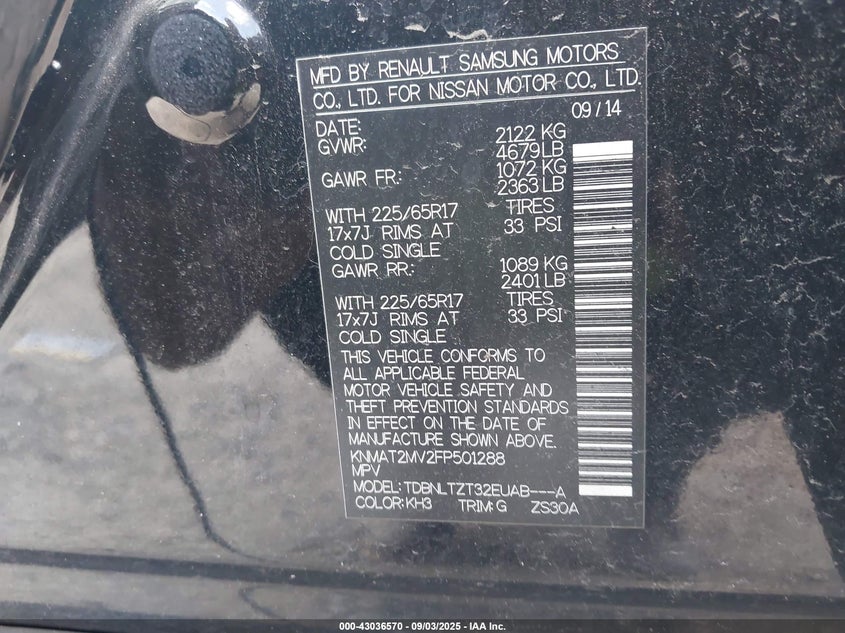 MFD BY RENAULT SAMSUNG MOTORS
CO., LTD. FOR NISSAN MOTOR CO., LTD.
09/14
DATE:
GVWR: 2122 KG
4679LB
GAWR FR.: 1072 KG
2363 LB
WITH 225/65R17 TIRES
17x7J RIMS AT 33 PSI
COLD SINGLE
GAWR RR.: 1089 KG
2401 LB
WITH 225/65R17 TIRES
17x7J RIMS AT 33 PSI
COLD SINGLE
THIS VEHICLE CONFORMS TO
ALL APPLICABLE FEDERAL
MOTOR VEHICLE SAFETY AND
THEFT PREVENTION STANDARDS
IN EFFECT ON THE DATE OF
MANUFACTURE SHOWN ABOVE.
KNMAT2MV2FP501288
MPV
MODEL: TDBNLTZT32EUAB---A
COLOR: KH3 TRIM: G ZS30A
000-43036570 - 09/03/2025 - IAA Inc.